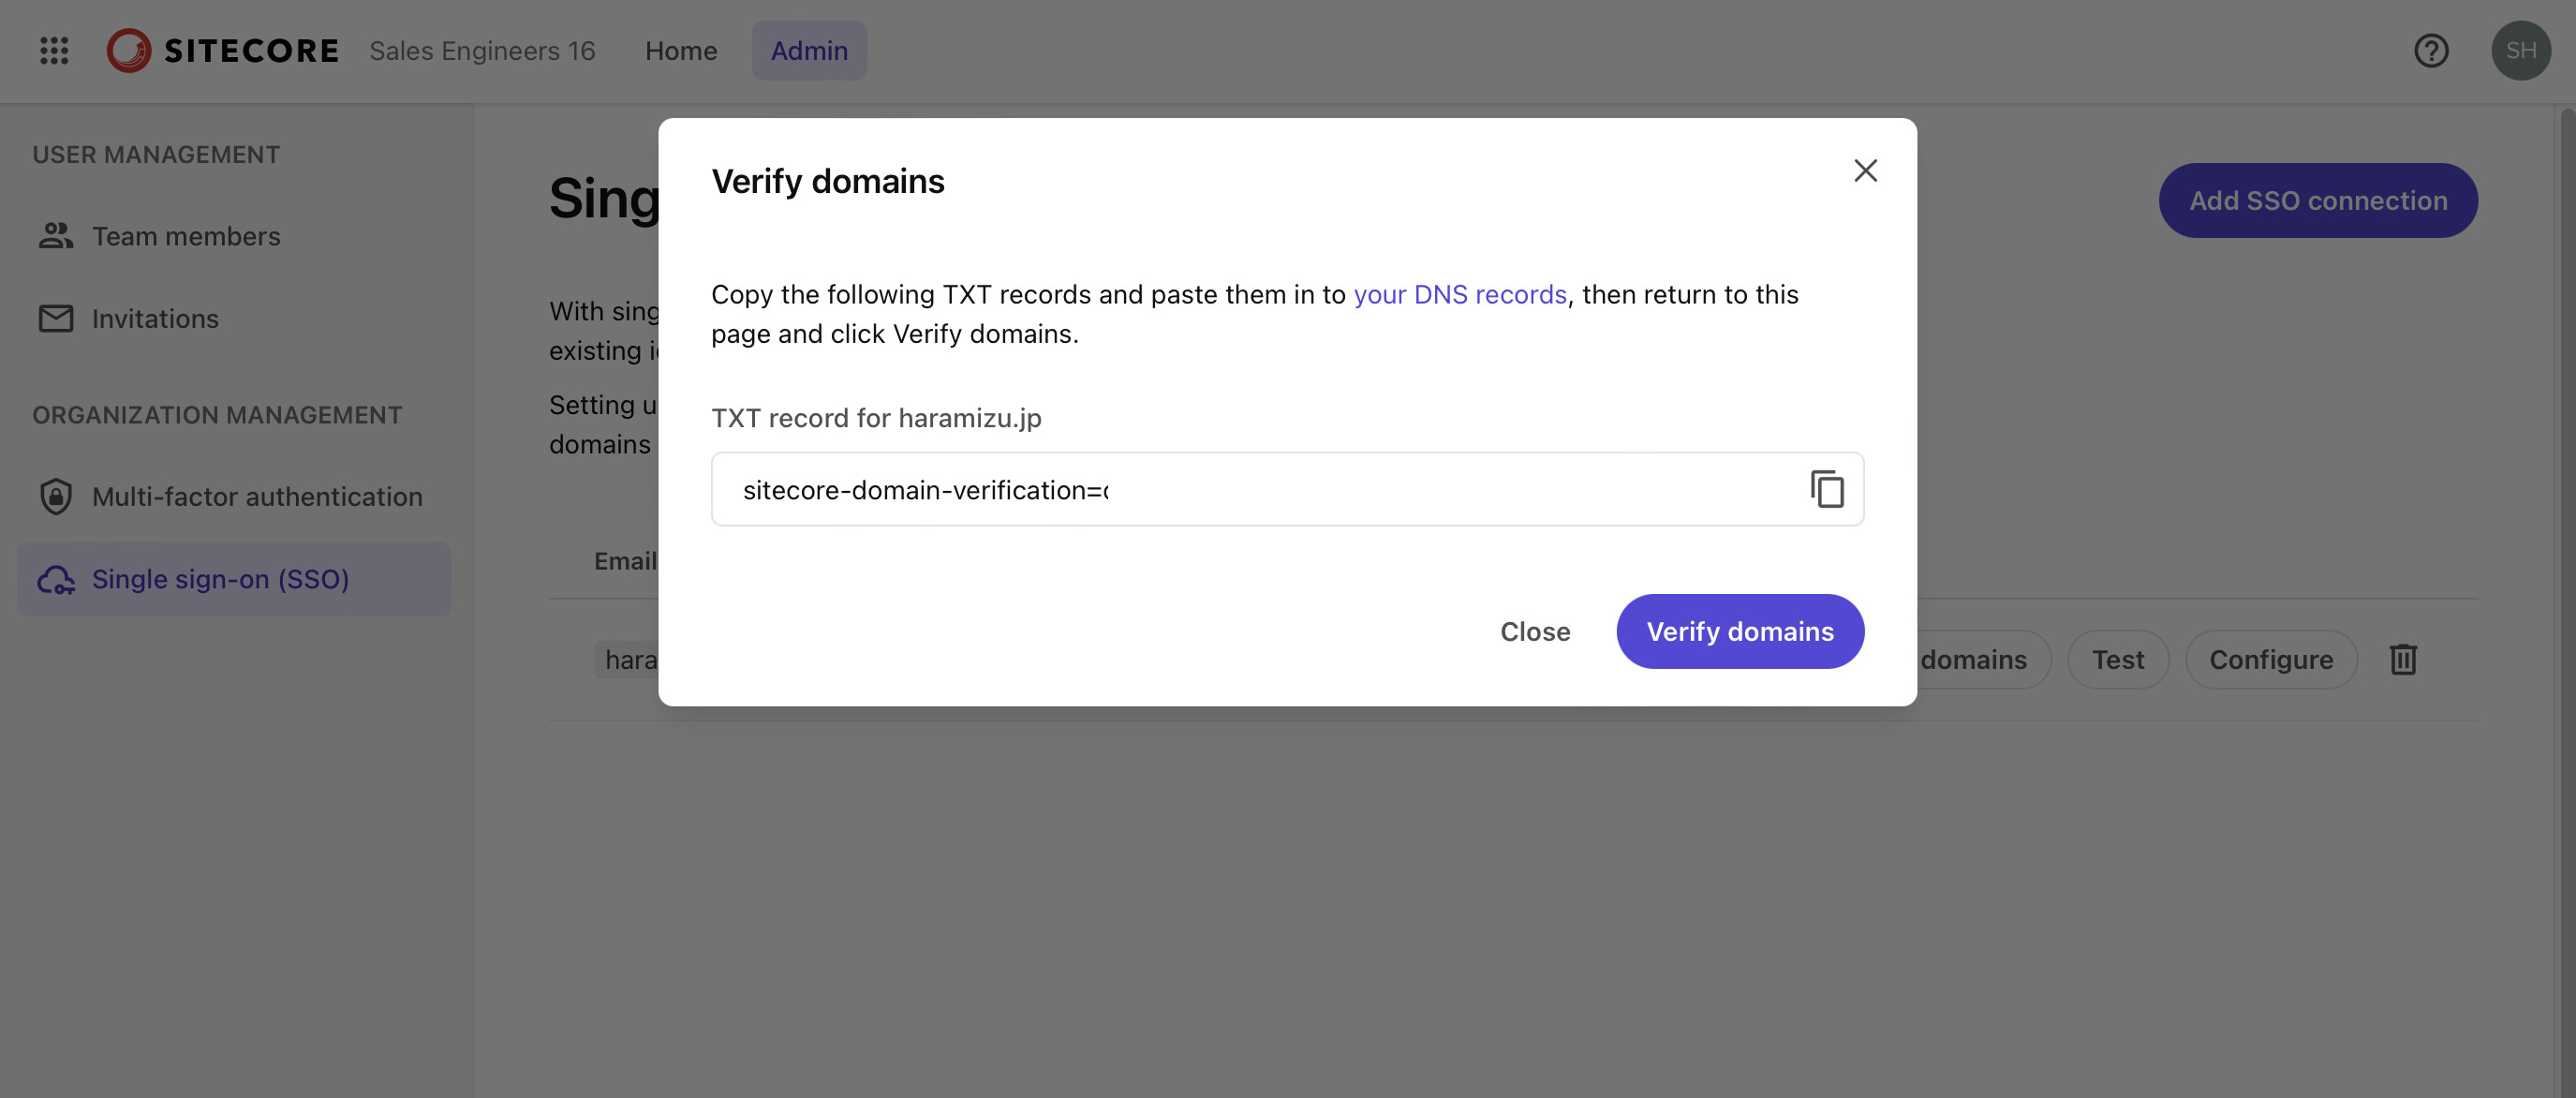 SITECORE Sales Engineers 16 Home Admin SH
USER MANAGEMENT
Team members
Invitations
ORGANIZATION MANAGEMENT
Multi-factor authentication
Single sign-on (SSO)
Add SSO connection
With sing
existing
Setting u
domains
Email
domains Test Configure
Verify domains
Copy the following TXT records and paste them in to your DNS records, then return to this
page and click Verify domains.
TXT record for haramizu.jp
sitecore-domain-verification=
Close Verify domains